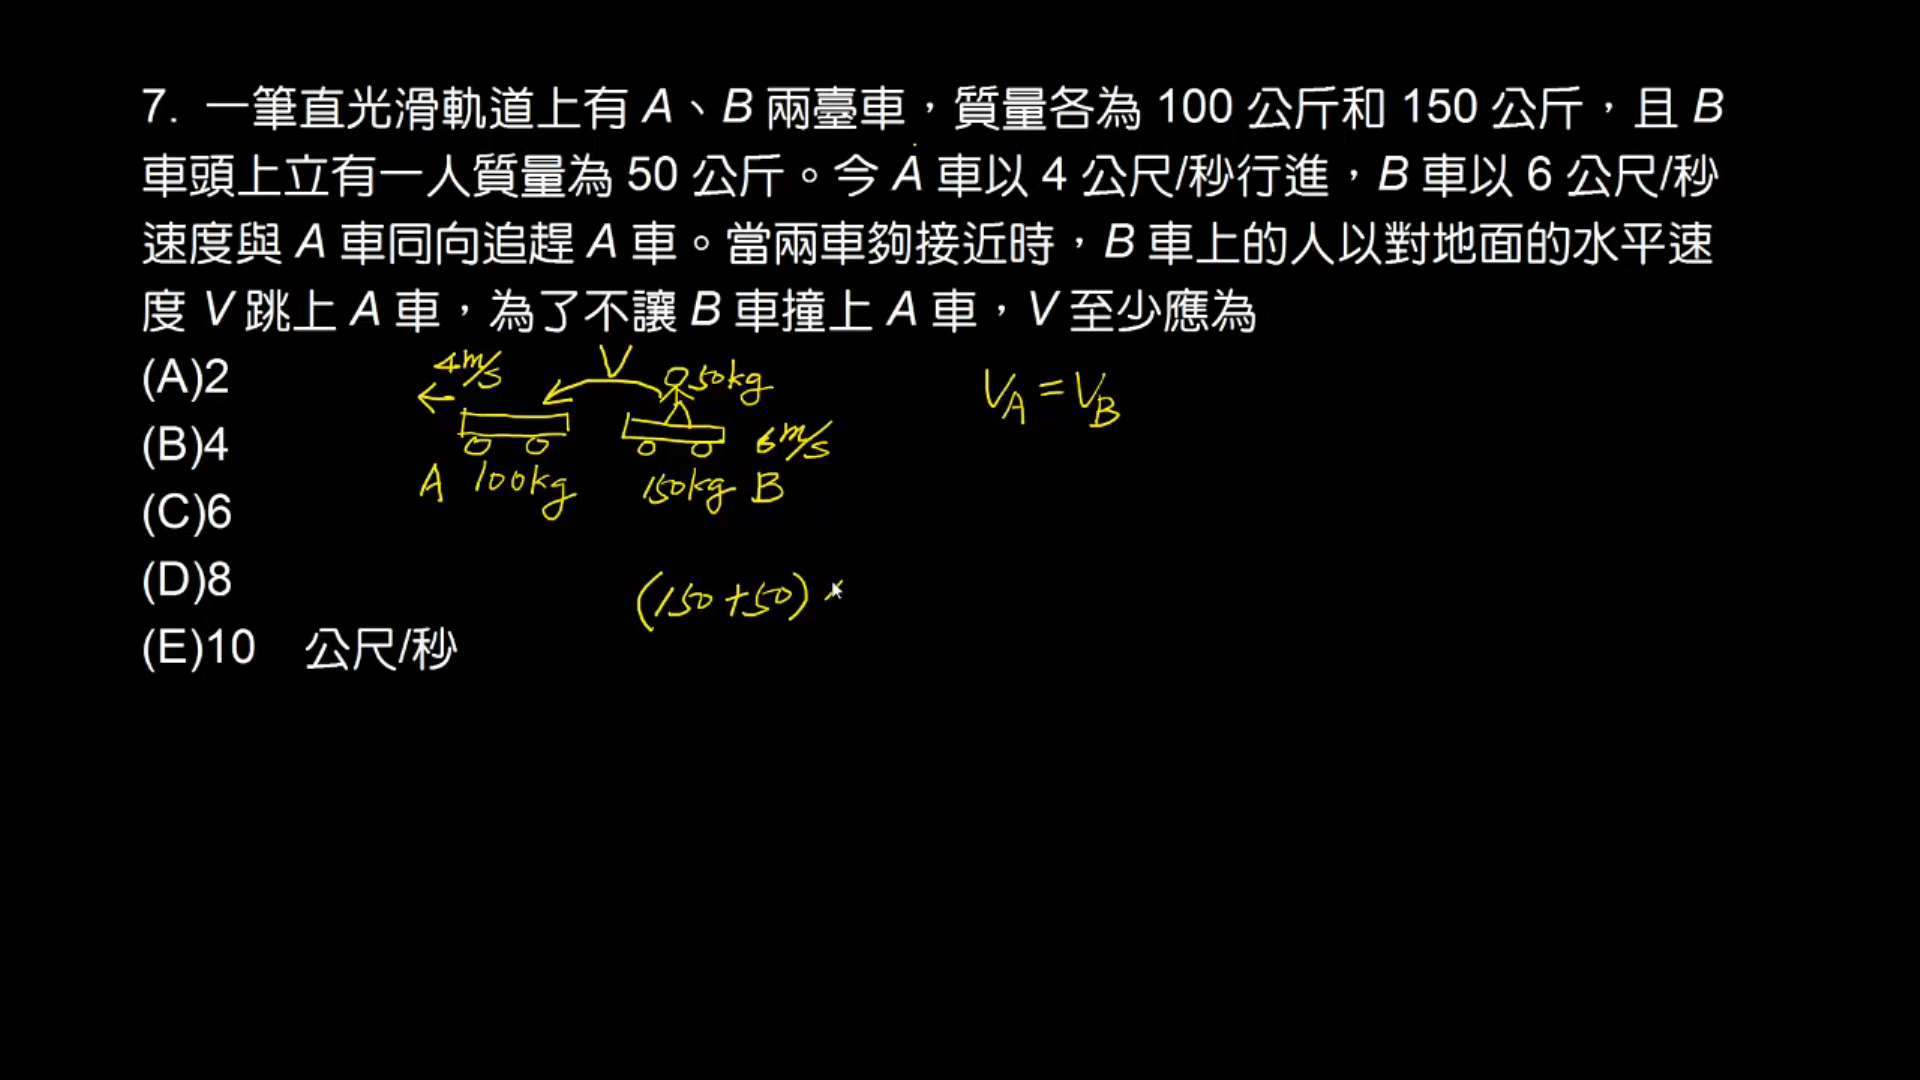 7. 一筆直光滑軌道上有 A、B 兩臺車，質量各為 100 公斤和 150 公斤，且 B
車頭上立有一人質量為 50 公斤。今 A 車以 4 公尺/秒行進，B 車以 6 公尺/秒
速度與 A 車同向追趕 A 車。當兩車夠接近時，B 車上的人以對地面的水平速
度 V 跳上 A 車，為了不讓 B 車撞上 A 車，V 至少應為
(A)2
(B)4
(C)6
(D)8
(E)10 公尺/秒
4m/s V 50kg
6m/s
A 100kg 150kg B
V_A = V_B
(150+50)